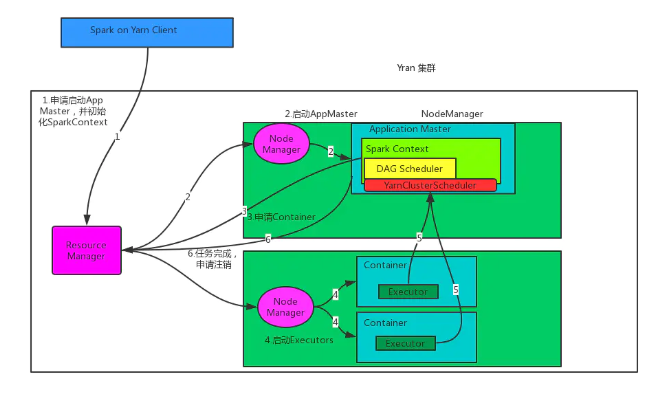 Spark on Yarn Client
Yran 集群
1.申请启动App
Master，并初始
化SparkContext
1
2.启动AppMaster
NodeManager
Application Master
Node
Manager
2
Spark Context
DAG Scheduler
YarnClusterScheduler
2
3
3.申请Container
6
5
Resource
Manager
6.任务完成，
申请注销
Container
Node
Manager
4
Executor
5
4
Container
4.启动Executors
Executor